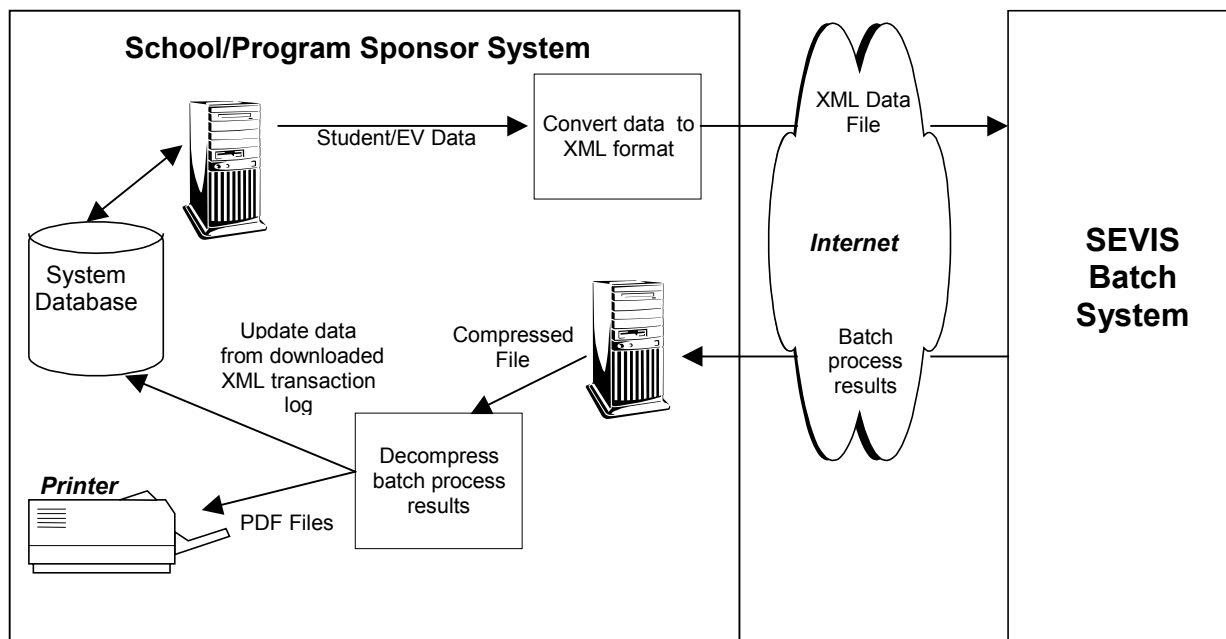 School/Program Sponsor System
Student/EV Data
Convert data to
XML format
XML Data
File
Internet
SEVIS
Batch
System
System
Database
Update data
from downloaded
XML transaction
log
Compressed
File
Batch
process
results
Decompress
batch process
results
Printer
PDF Files